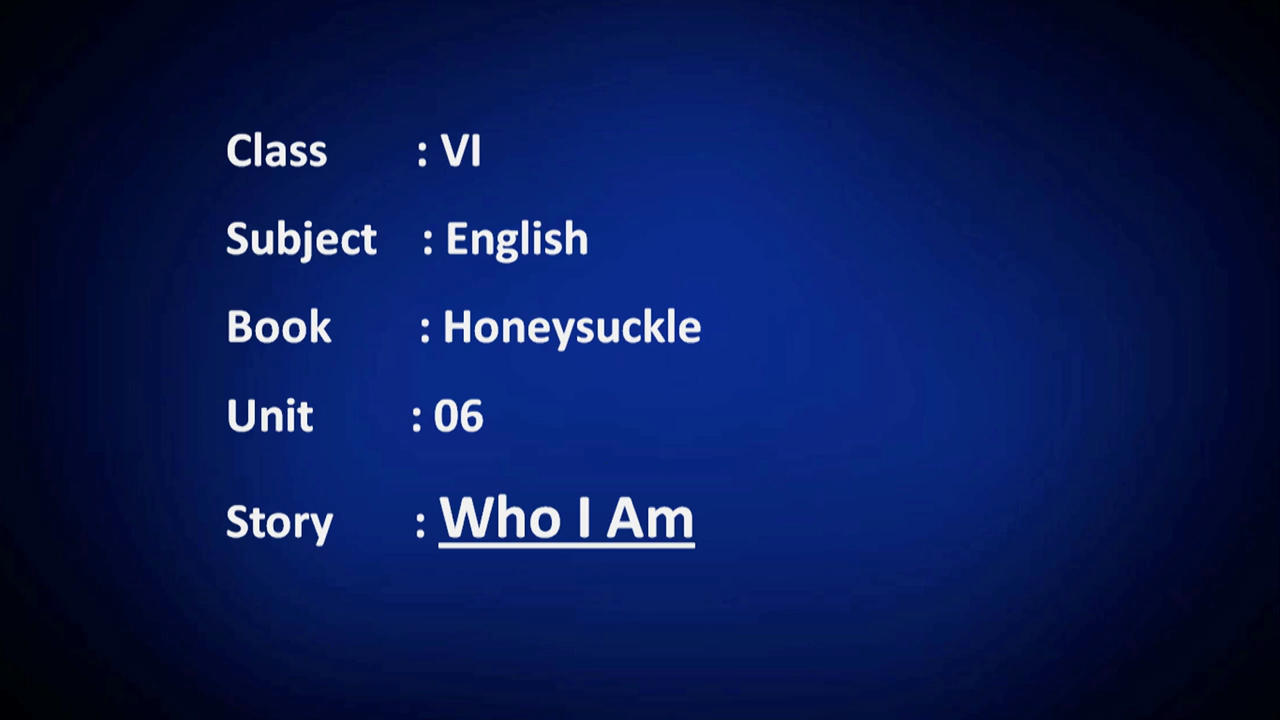 Class : VI
Subject : English
Book : Honeysuckle
Unit : 06
Story : Who I Am